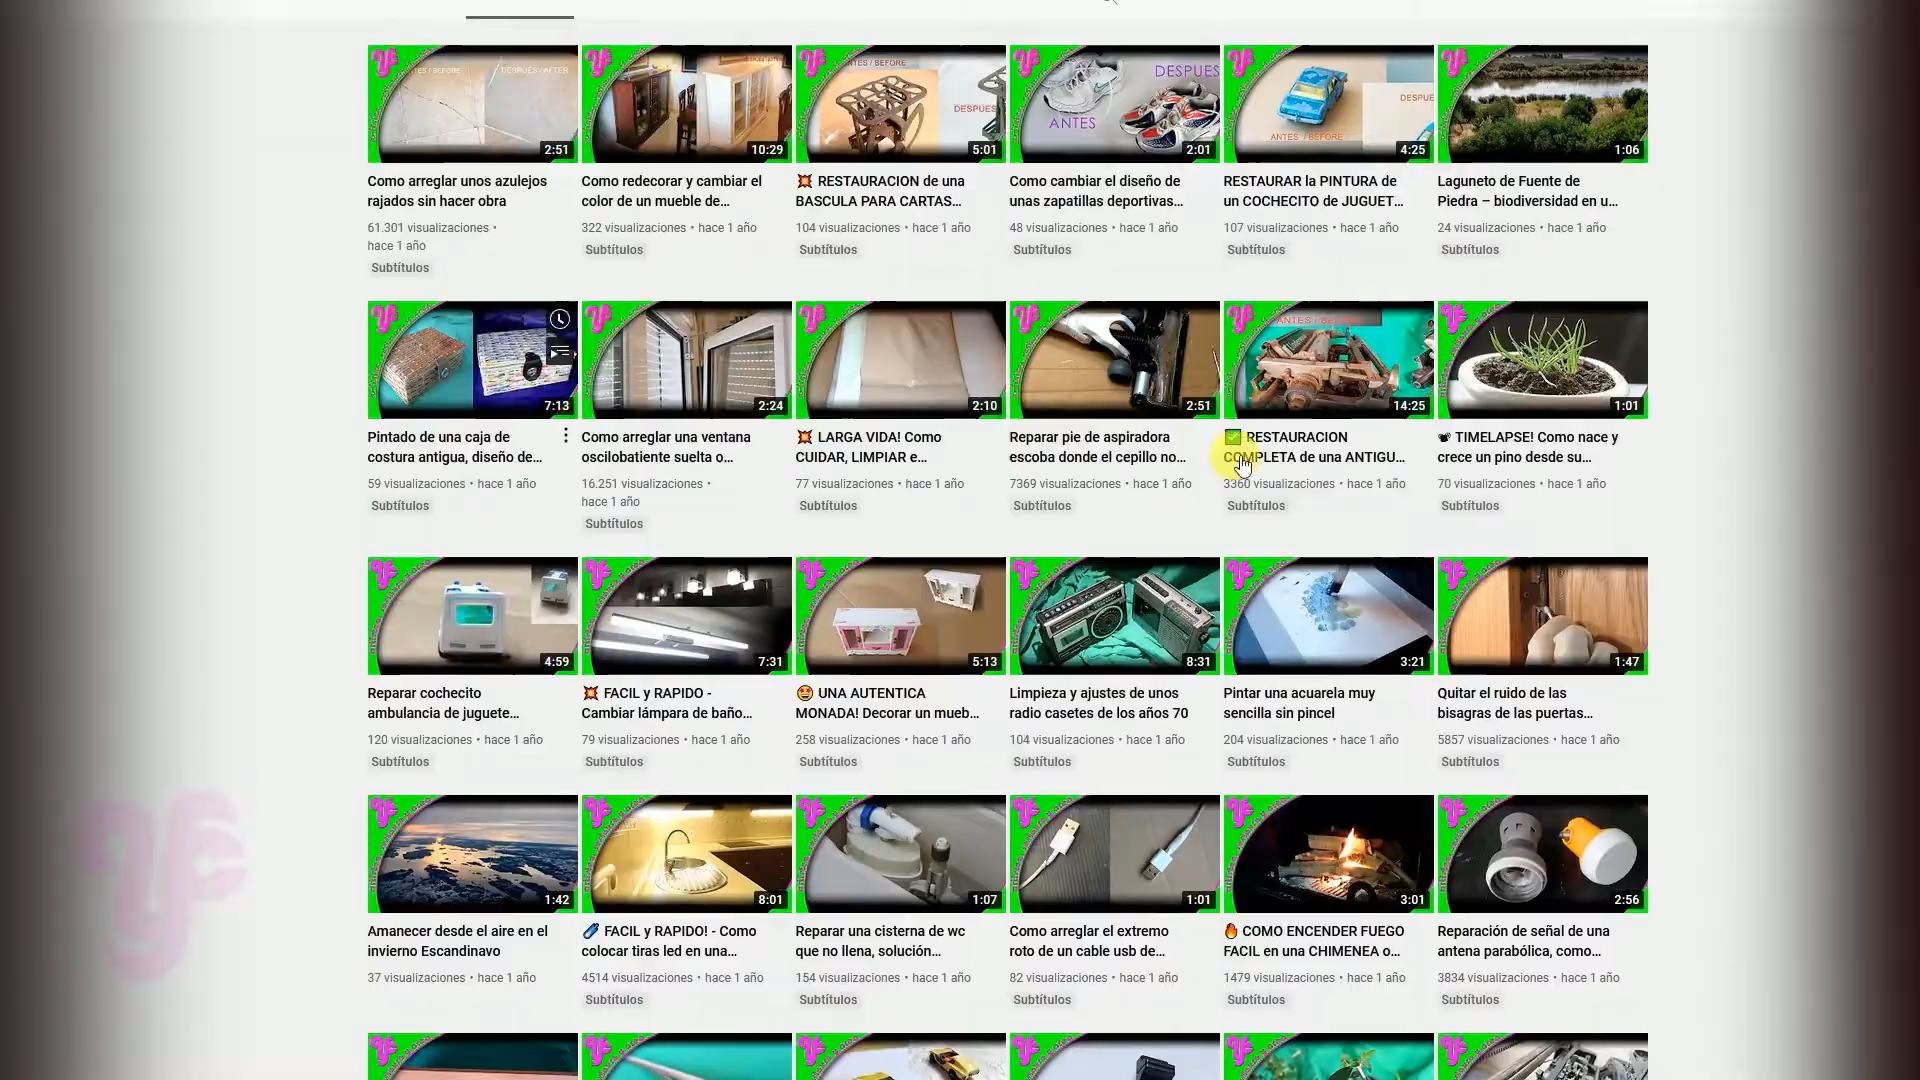 ANTES / BEFORE
DESPUÉS / AFTER
2:51
10:29
ANTES / BEFORE
DESPUES
5:01
DESPUES
ANTES
2:01
DESPUE
ANTES / BEFORE
4:25
1:06
Como arreglar unos azulejos
rajados sin hacer obra
61.301 visualizaciones •
hace 1 año
Subtítulos
Como redecorar y cambiar el
color de un mueble de…
322 visualizaciones • hace 1 año
Subtítulos
💥 RESTAURACION de una
BASCULA PARA CARTAS…
104 visualizaciones • hace 1 año
Subtítulos
Como cambiar el diseño de
unas zapatillas deportivas…
48 visualizaciones • hace 1 año
Subtítulos
RESTAURAR la PINTURA de
un COCHECITO de JUGUET…
107 visualizaciones • hace 1 año
Subtítulos
Laguneto de Fuente de
Piedra – biodiversidad en u…
24 visualizaciones • hace 1 año
Subtítulos
7:13
2:24
2:10
2:51
ANTES / BEFORE
14:25
1:01
Pintado de una caja de
costura antigua, diseño de…
59 visualizaciones • hace 1 año
Subtítulos
Como arreglar una ventana
oscilobatiente suelta o…
16.251 visualizaciones •
hace 1 año
Subtítulos
💥 LARGA VIDA! Como
CUIDAR, LIMPIAR e…
77 visualizaciones • hace 1 año
Subtítulos
Reparar pie de aspiradora
escoba donde el cepillo no…
7369 visualizaciones • hace 1 año
Subtítulos
✅ RESTAURACION
COMPLETA de una ANTIGU…
3360 visualizaciones • hace 1 año
Subtítulos
TIMELAPSE! Como nace y
crece un pino desde su…
70 visualizaciones • hace 1 año
Subtítulos
4:59
7:31
5:13
8:31
3:21
1:47
Reparar cochecito
ambulancia de juguete…
120 visualizaciones • hace 1 año
Subtítulos
💥 FACIL y RAPIDO -
Cambiar lámpara de baño…
79 visualizaciones • hace 1 año
Subtítulos
🤩 UNA AUTENTICA
MONADA! Decorar un mueb…
258 visualizaciones • hace 1 año
Subtítulos
Limpieza y ajustes de unos
radio casetes de los años 70
104 visualizaciones • hace 1 año
Subtítulos
Pintar una acuarela muy
sencilla sin pincel
204 visualizaciones • hace 1 año
Subtítulos
Quitar el ruido de las
bisagras de las puertas…
5857 visualizaciones • hace 1 año
Subtítulos
1:42
8:01
1:07
1:01
3:01
2:56
Amanecer desde el aire en el
invierno Escandinavo
37 visualizaciones • hace 1 año
FACIL y RAPIDO! - Como
colocar tiras led en una…
4514 visualizaciones • hace 1 año
Subtítulos
Reparar una cisterna de wc
que no llena, solución…
154 visualizaciones • hace 1 año
Subtítulos
Como arreglar el extremo
roto de un cable usb de…
82 visualizaciones • hace 1 año
Subtítulos
🔥 COMO ENCENDER FUEGO
FACIL en una CHIMENEA o…
1479 visualizaciones • hace 1 año
Subtítulos
Reparación de señal de una
antena parabólica, como…
3834 visualizaciones • hace 1 año
Subtítulos